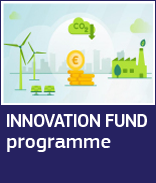 CO₂
€
INNOVATION FUND
programme